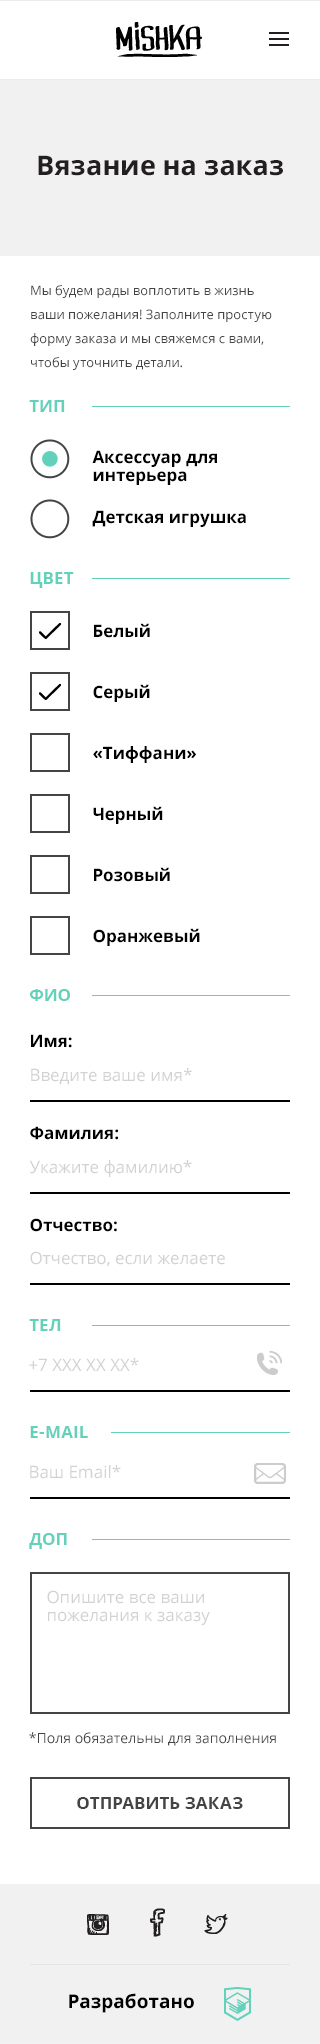 MiSHKA
Вязание на заказ
Мы будем рады воплотить в жизнь
ваши пожелания! Заполните простую
форму заказа и мы свяжемся с вами,
чтобы уточнить детали.
ТИП
Аксессуар для
интерьера
Детская игрушка
ЦВЕТ
Белый
Серый
«Тиффани»
Черный
Розовый
Оранжевый
ФИО
Имя:
Введите ваше имя*
Фамилия:
Укажите фамилию*
Отчество:
Отчество, если желаете
ТЕЛ
+7 XXX XX XX*
E-MAIL
Ваш Email*
ДОП
Опишите все ваши
пожелания к заказу
*Поля обязательны для заполнения
ОТПРАВИТЬ ЗАКАЗ
Разработано